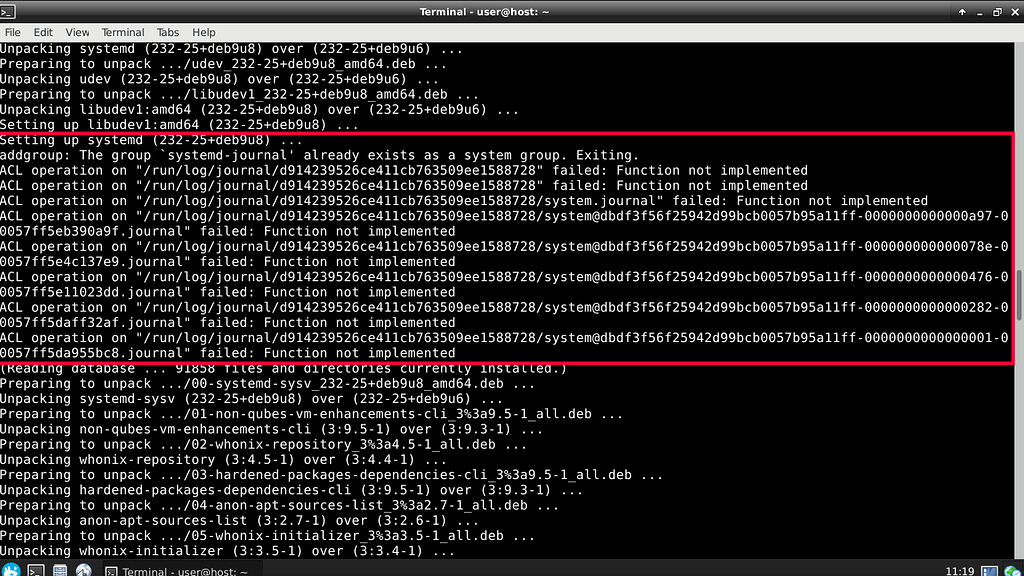 Terminal - user@host: ~
File Edit View Terminal Tabs Help
Unpacking systemd (232-25+deb9u8) over (232-25+deb9u6) ...
Preparing to unpack .../udev_232-25+deb9u8_amd64.deb ...
Unpacking udev (232-25+deb9u8) over (232-25+deb9u6) ...
Preparing to unpack .../libudev1_232-25+deb9u8_amd64.deb ...
Unpacking libudev1:amd64 (232-25+deb9u8) over (232-25+deb9u6) ...
Setting up libudev1:amd64 (232-25+deb9u8) ...
Setting up systemd (232-25+deb9u8) ...
addgroup: The group `systemd-journal' already exists as a system group. Exiting.
ACL operation on "/run/log/journal/d914239526ce411cb763509ee1588728" failed: Function not implemented
ACL operation on "/run/log/journal/d914239526ce411cb763509ee1588728" failed: Function not implemented
ACL operation on "/run/log/journal/d914239526ce411cb763509ee1588728/system.journal" failed: Function not implemented
ACL operation on "/run/log/journal/d914239526ce411cb763509ee1588728/system@dbdf3f56f25942d99bcb0057b95a11ff-0000000000000a97-0
0057ff5eb390a9f.journal" failed: Function not implemented
ACL operation on "/run/log/journal/d914239526ce411cb763509ee1588728/system@dbdf3f56f25942d99bcb0057b95a11ff-000000000000078e-0
0057ff5e4c137e9.journal" failed: Function not implemented
ACL operation on "/run/log/journal/d914239526ce411cb763509ee1588728/system@dbdf3f56f25942d99bcb0057b95a11ff-0000000000000476-0
0057ff5e11023dd.journal" failed: Function not implemented
ACL operation on "/run/log/journal/d914239526ce411cb763509ee1588728/system@dbdf3f56f25942d99bcb0057b95a11ff-0000000000000282-0
0057ff5daff32af.journal" failed: Function not implemented
ACL operation on "/run/log/journal/d914239526ce411cb763509ee1588728/system@dbdf3f56f25942d99bcb0057b95a11ff-0000000000000001-0
0057ff5da955bc8.journal" failed: Function not implemented
(Reading database ... 91858 files and directories currently installed.)
Preparing to unpack .../00-systemd-sysv_232-25+deb9u8_amd64.deb ...
Unpacking systemd-sysv (232-25+deb9u8) over (232-25+deb9u6) ...
Preparing to unpack .../01-non-qubes-vm-enhancements-cli_3%3a9.5-1_all.deb ...
Unpacking non-qubes-vm-enhancements-cli (3:9.5-1) over (3:9.3-1) ...
Preparing to unpack .../02-whonix-repository_3%3a4.5-1_all.deb ...
Unpacking whonix-repository (3:4.5-1) over (3:4.4-1) ...
Preparing to unpack .../03-hardened-packages-dependencies-cli_3%3a9.5-1_all.deb ...
Unpacking hardened-packages-dependencies-cli (3:9.5-1) over (3:9.3-1) ...
Preparing to unpack .../04-anon-apt-sources-list_3%3a2.7-1_all.deb ...
Unpacking anon-apt-sources-list (3:2.7-1) over (3:2.6-1) ...
Preparing to unpack .../05-whonix-initializer_3%3a3.5-1_all.deb ...
Unpacking whonix-initializer (3:3.5-1) over (3:3.4-1) ...
Terminal - user@host: ~
11:19